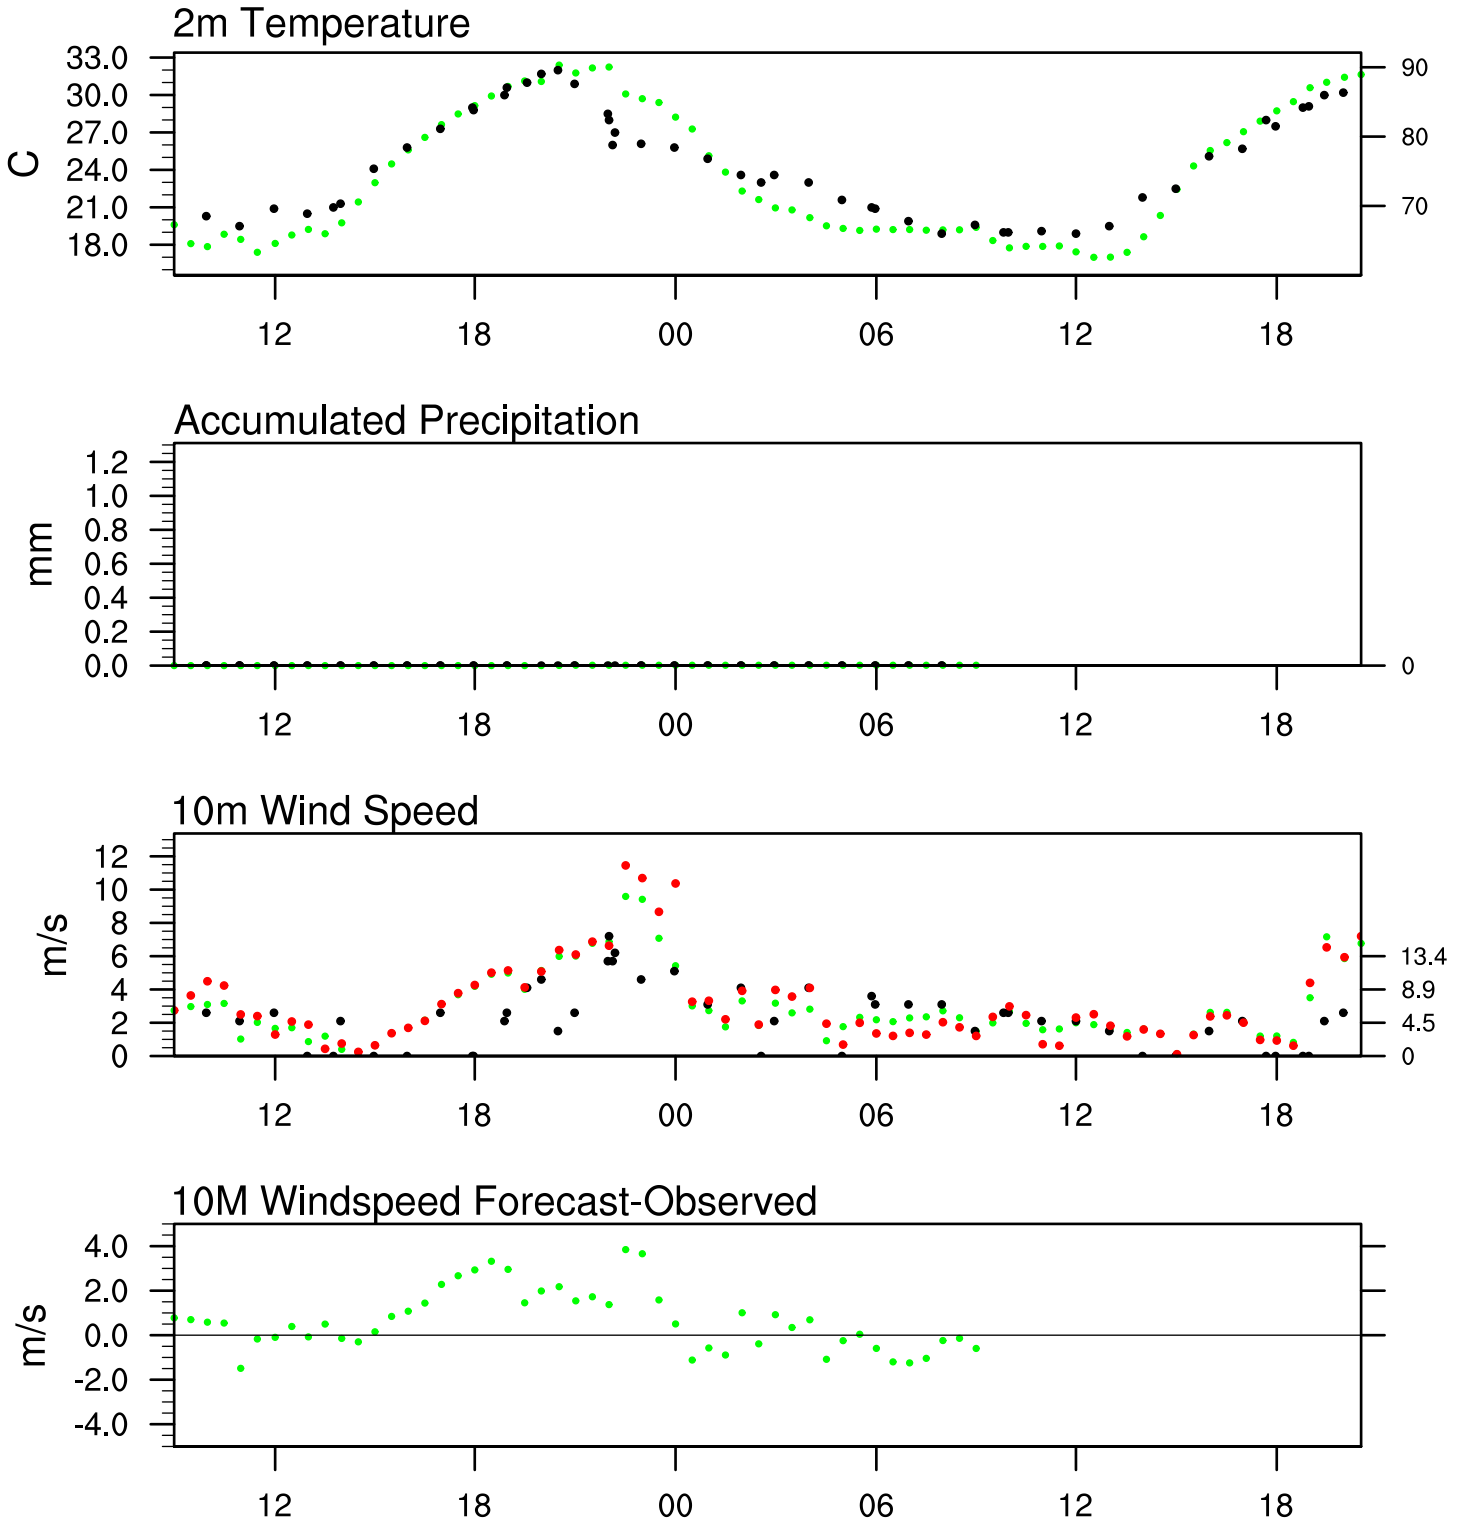 2m Temperature
C
33.0
30.0
27.0
24.0
21.0
18.0
90
80
70
12 18 00 06 12 18
Accumulated Precipitation
mm
1.2
1.0
0.8
0.6
0.4
0.2
0.0
0
12 18 00 06 12 18
10m Wind Speed
m/s
12
10
8
6
4
2
0
13.4
8.9
4.5
0
12 18 00 06 12 18
10M Windspeed Forecast-Observed
m/s
4.0
2.0
0.0
-2.0
-4.0
12 18 00 06 12 18